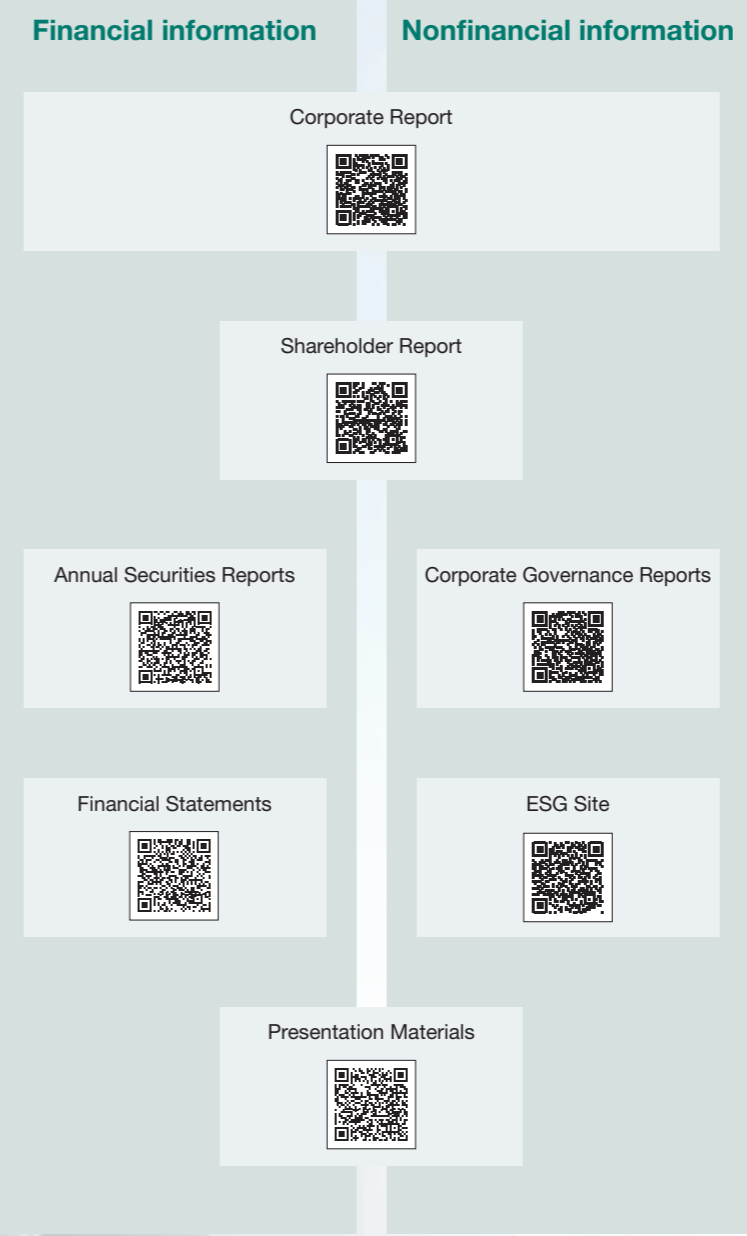 Financial information
Nonfinancial information
Corporate Report
Shareholder Report
Annual Securities Reports
Corporate Governance Reports
Financial Statements
ESG Site
Presentation Materials